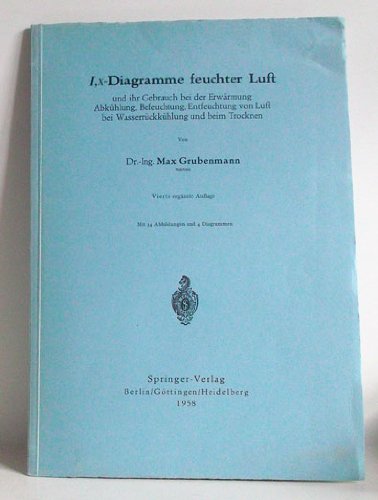 I,x-Diagramme feuchter Luft
und ihr Gebrauch bei der Erwärmung
Abkühlung, Befeuchtung, Entfeuchtung von Luft
bei Wasserrückkühlung und beim Trocknen
Von
Dr.-Ing. Max Grubenmann
Vierte ergänzte Auflage
Mit 34 Abbildungen und 4 Diagrammen
Springer-Verlag
Berlin/Göttingen/Heidelberg
1958